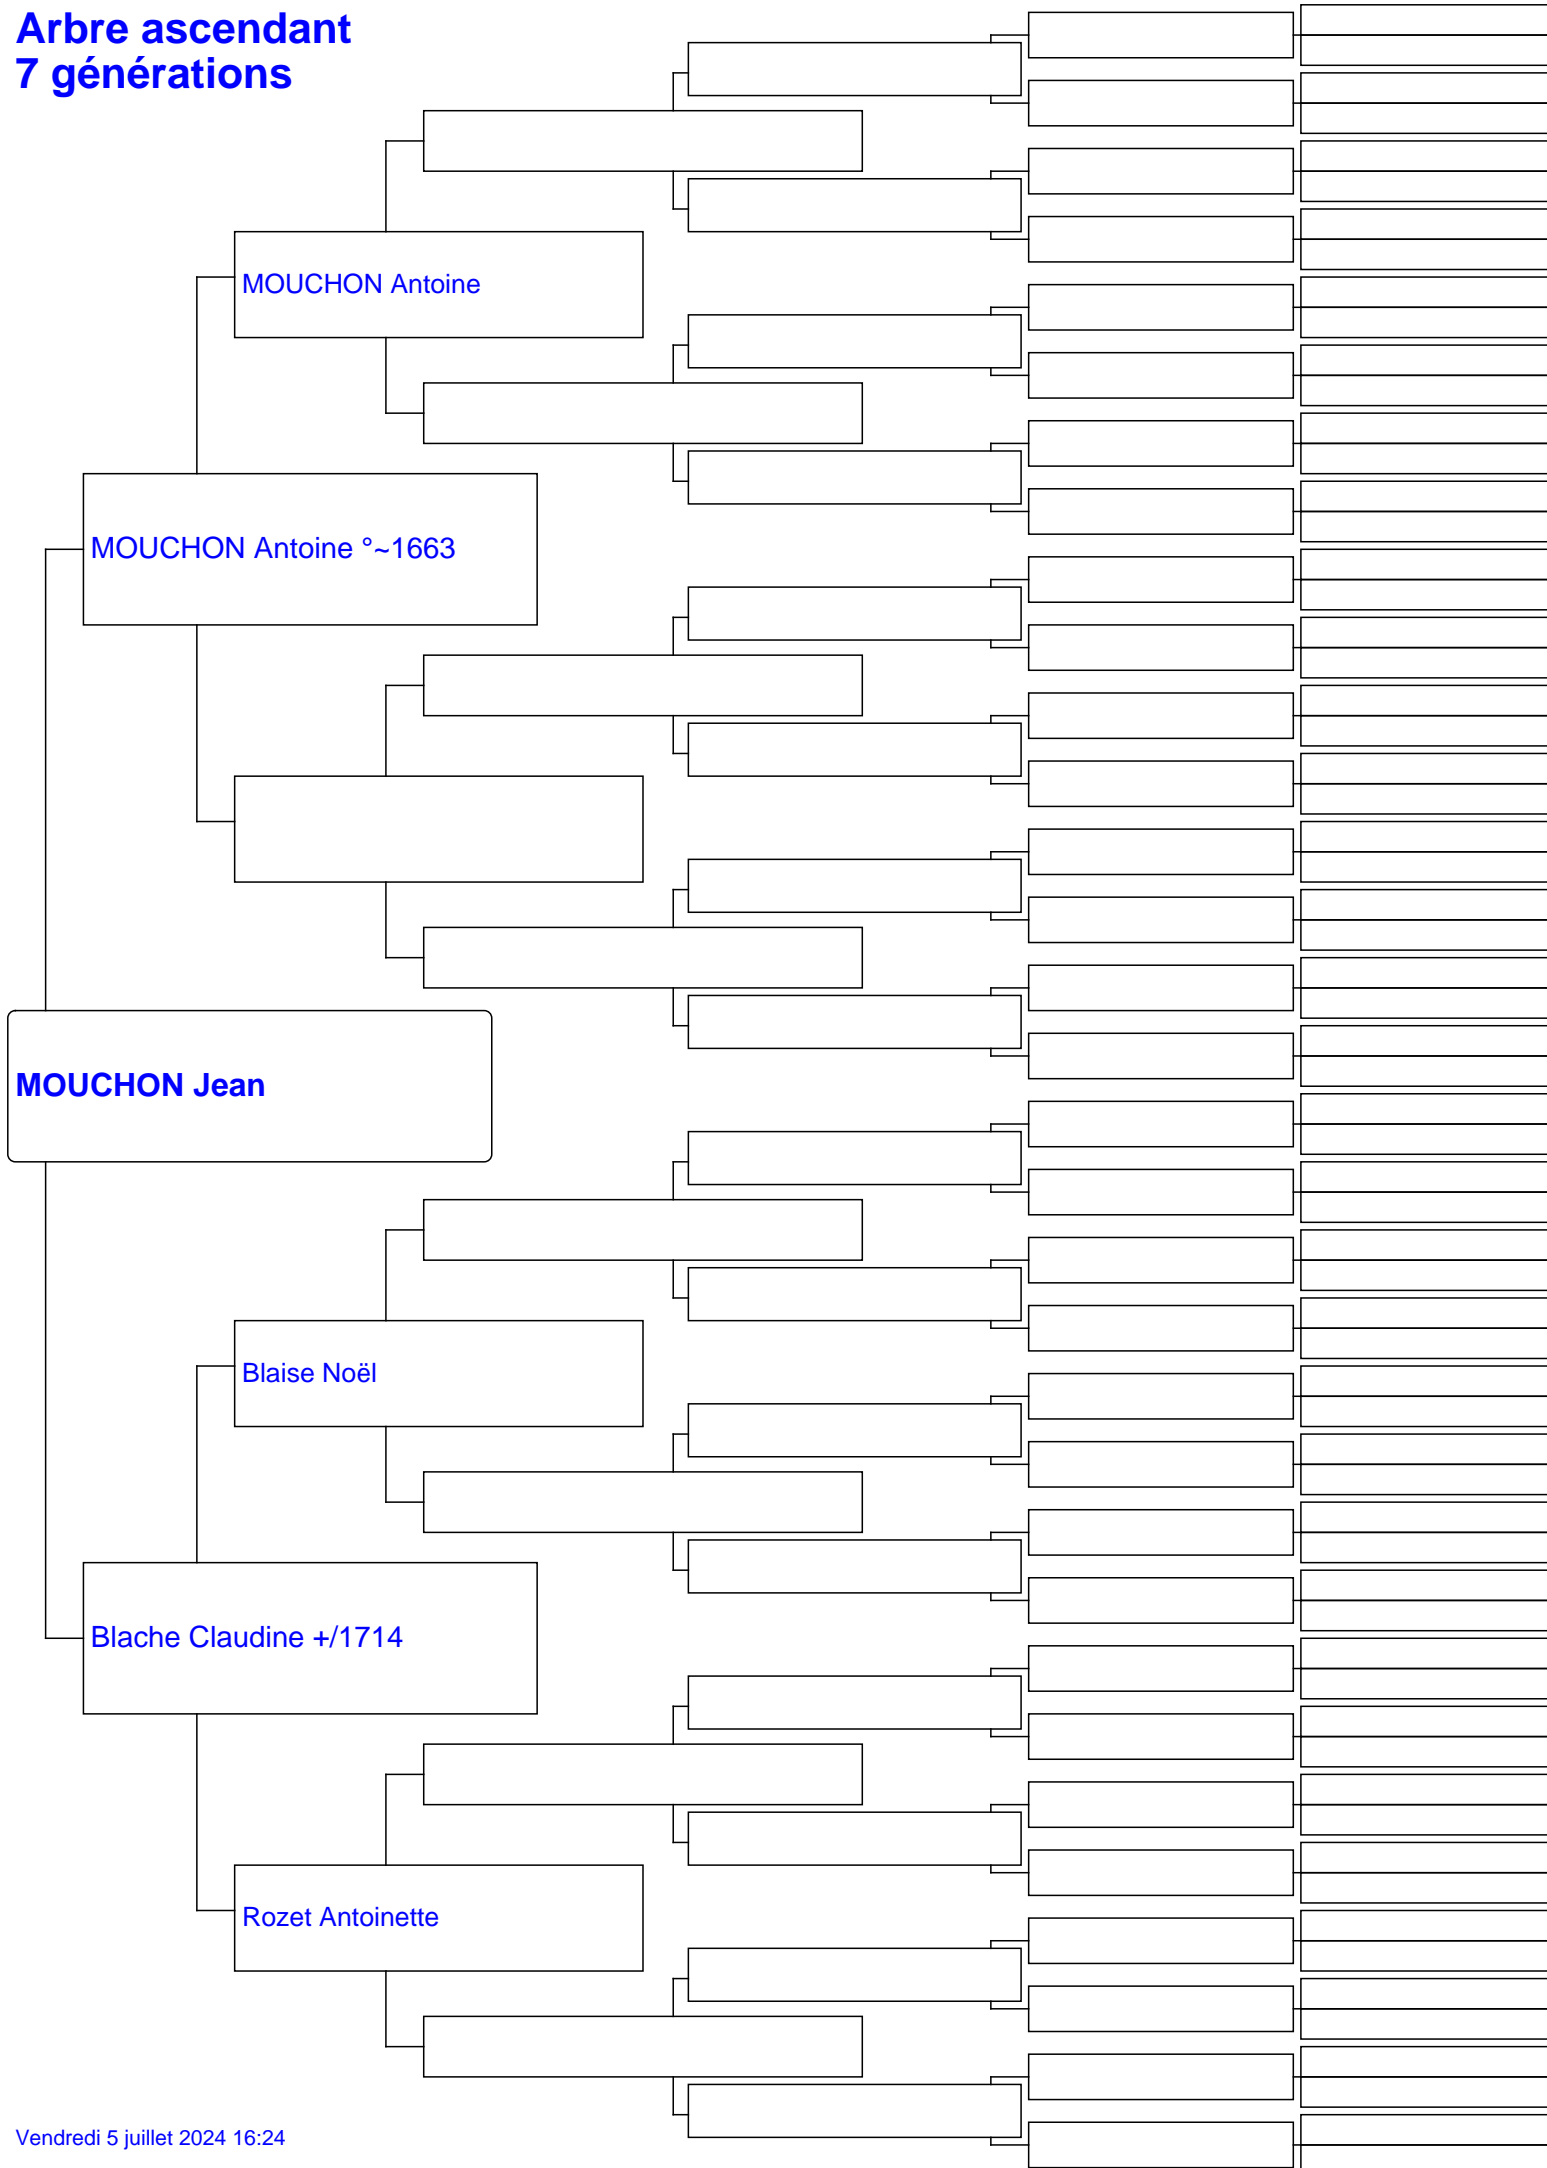 Arbre ascendant
7 générations
MOUCHON Antoine
MOUCHON Antoine °~1663
MOUCHON Jean
Blaise Noël
Blache Claudine +/1714
Rozet Antoinette
Vendredi 5 juillet 2024 16:24